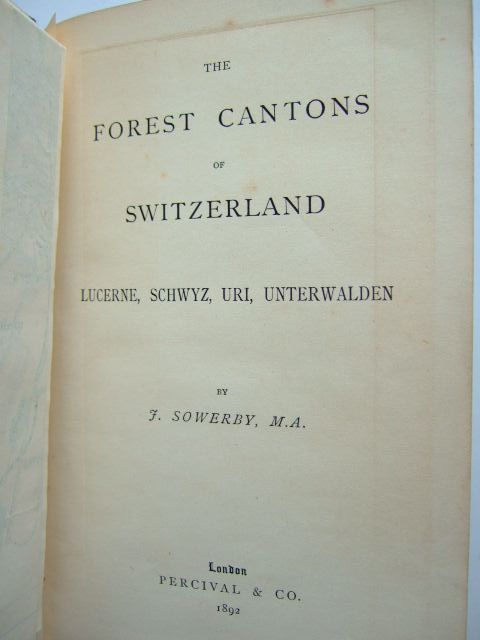 THE
FOREST CANTONS
OF
SWITZERLAND
LUCERNE, SCHWYZ, URI, UNTERWALDEN
BY
J. SOWERBY, M.A.
London
PERCIVAL & CO.
1892